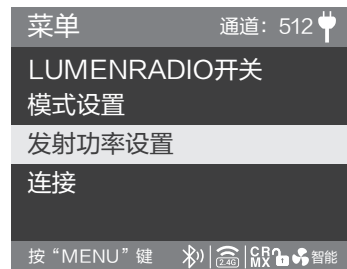 菜单 通道：512
LUMENRADIO开关
模式设置
发射功率设置
连接
按“MENU”键 2.4G CRMX 智能